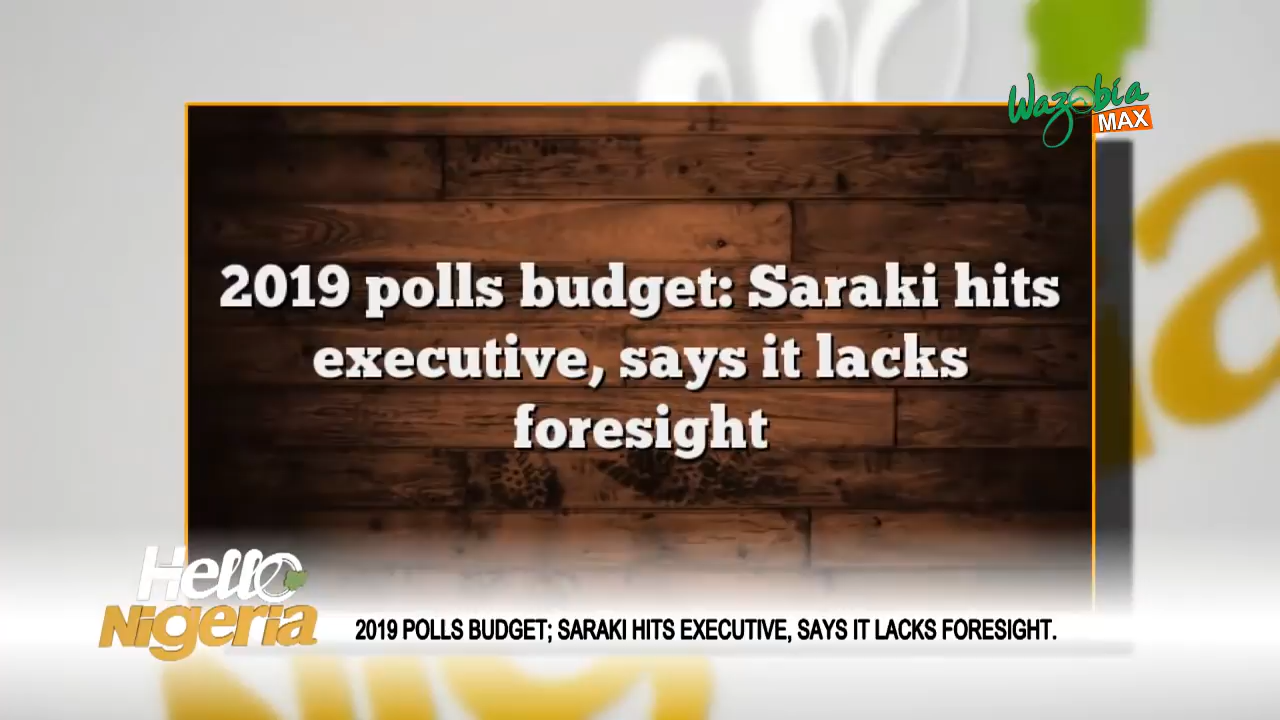 Wazobia
MAX
2019 polls budget: Saraki hits
executive, says it lacks
foresight
Hello
Nigeria
2019 POLLS BUDGET; SARAKI HITS EXECUTIVE, SAYS IT LACKS FORESIGHT.